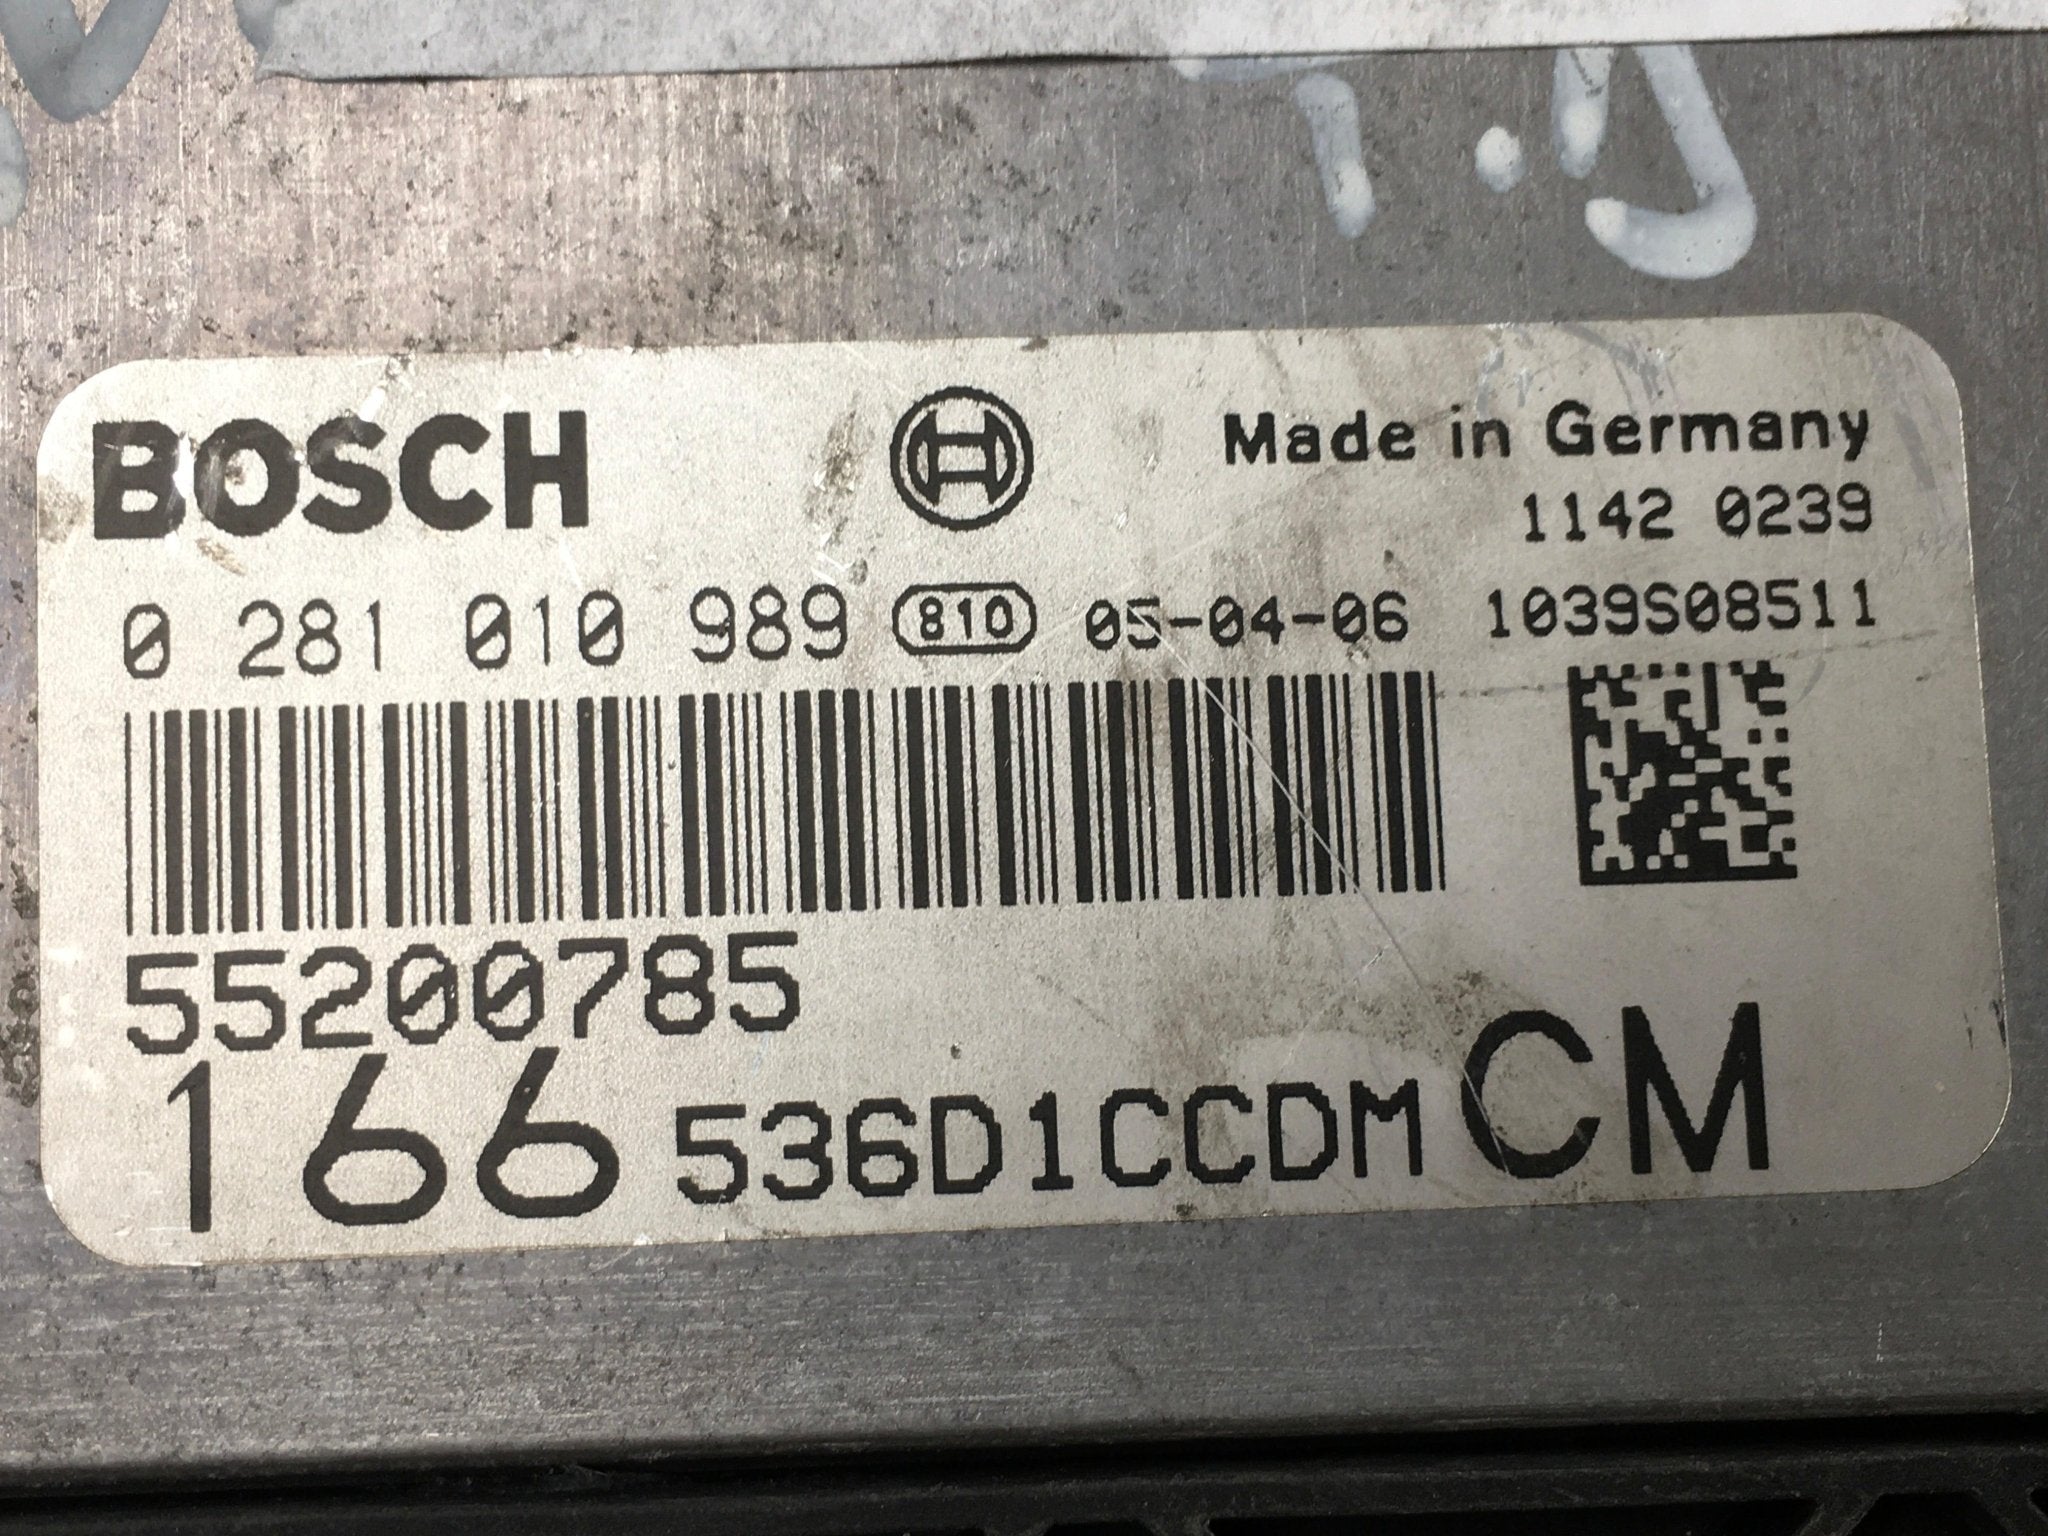 T.D
BOSCH Made in Germany
1142 0239
0 281 010 989 810 05-04-06 1039S08511
55200785
166 536D1CCDM CM